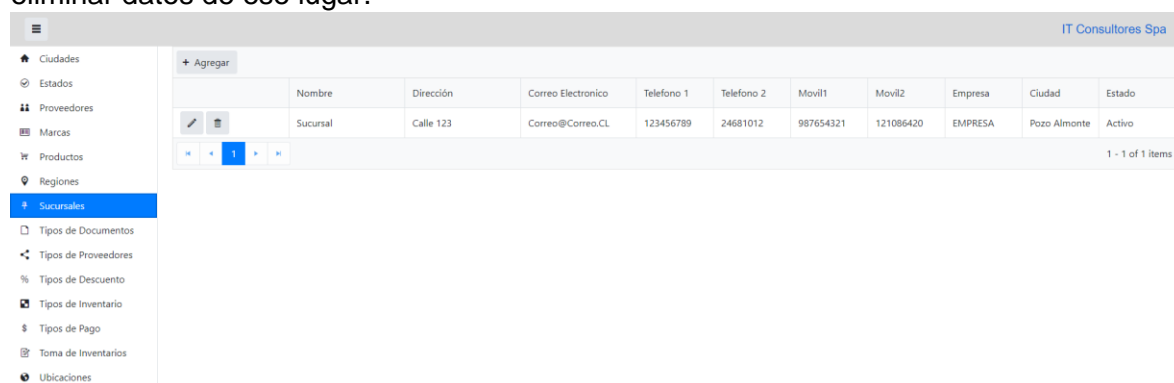 eliminar datos de ese lugar.
IT Consultores Spa
Ciudades
Estados
Proveedores
Marcas
Productos
Regiones
Sucursales
Tipos de Documentos
Tipos de Proveedores
% Tipos de Descuento
Tipos de Inventario
$ Tipos de Pago
Toma de Inventarios
Ubicaciones
+ Agregar
Nombre Dirección Correo Electronico Telefono 1 Telefono 2 Movil1 Movil2 Empresa Ciudad Estado
Sucursal Calle 123 Correo@Correo.CL 123456789 24681012 987654321 121086420 EMPRESA Pozo Almonte Activo
1
1 - 1 of 1 items